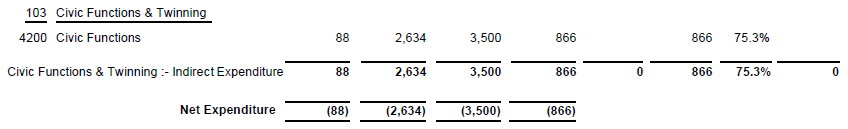 103 Civic Functions & Twinning
4200 Civic Functions 88 2,634 3,500 866 866 75.3%
Civic Functions & Twinning :- Indirect Expenditure 88 2,634 3,500 866 0 866 75.3% 0
Net Expenditure (88) (2,634) (3,500) (866)